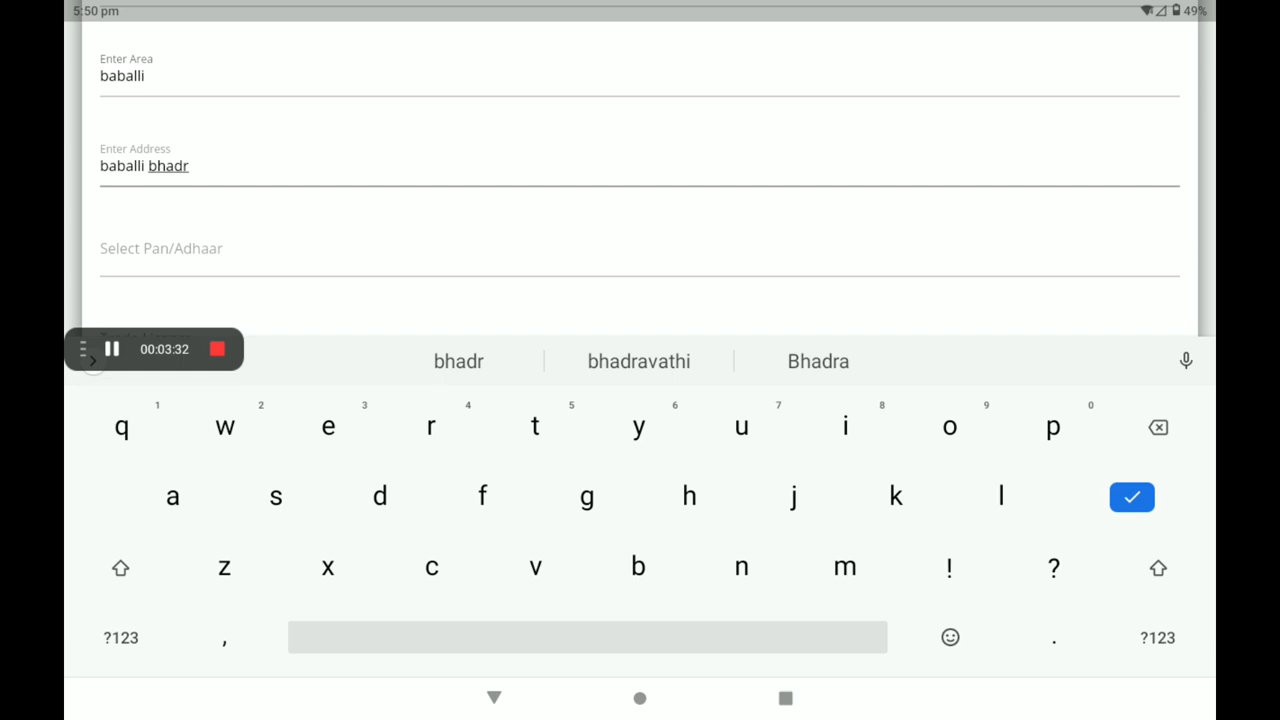 5:50 pm
49%
Enter Area
baballi
Enter Address
baballi bhadr
Select Pan/Adhaar
00:03:32
bhadr bhadravathi Bhadra
1 2 3 4 5 6 7 8 9 0
q w e r t y u i o p
a s d f g h j k l
z x c v b n m ! ?
?123 , . ?123